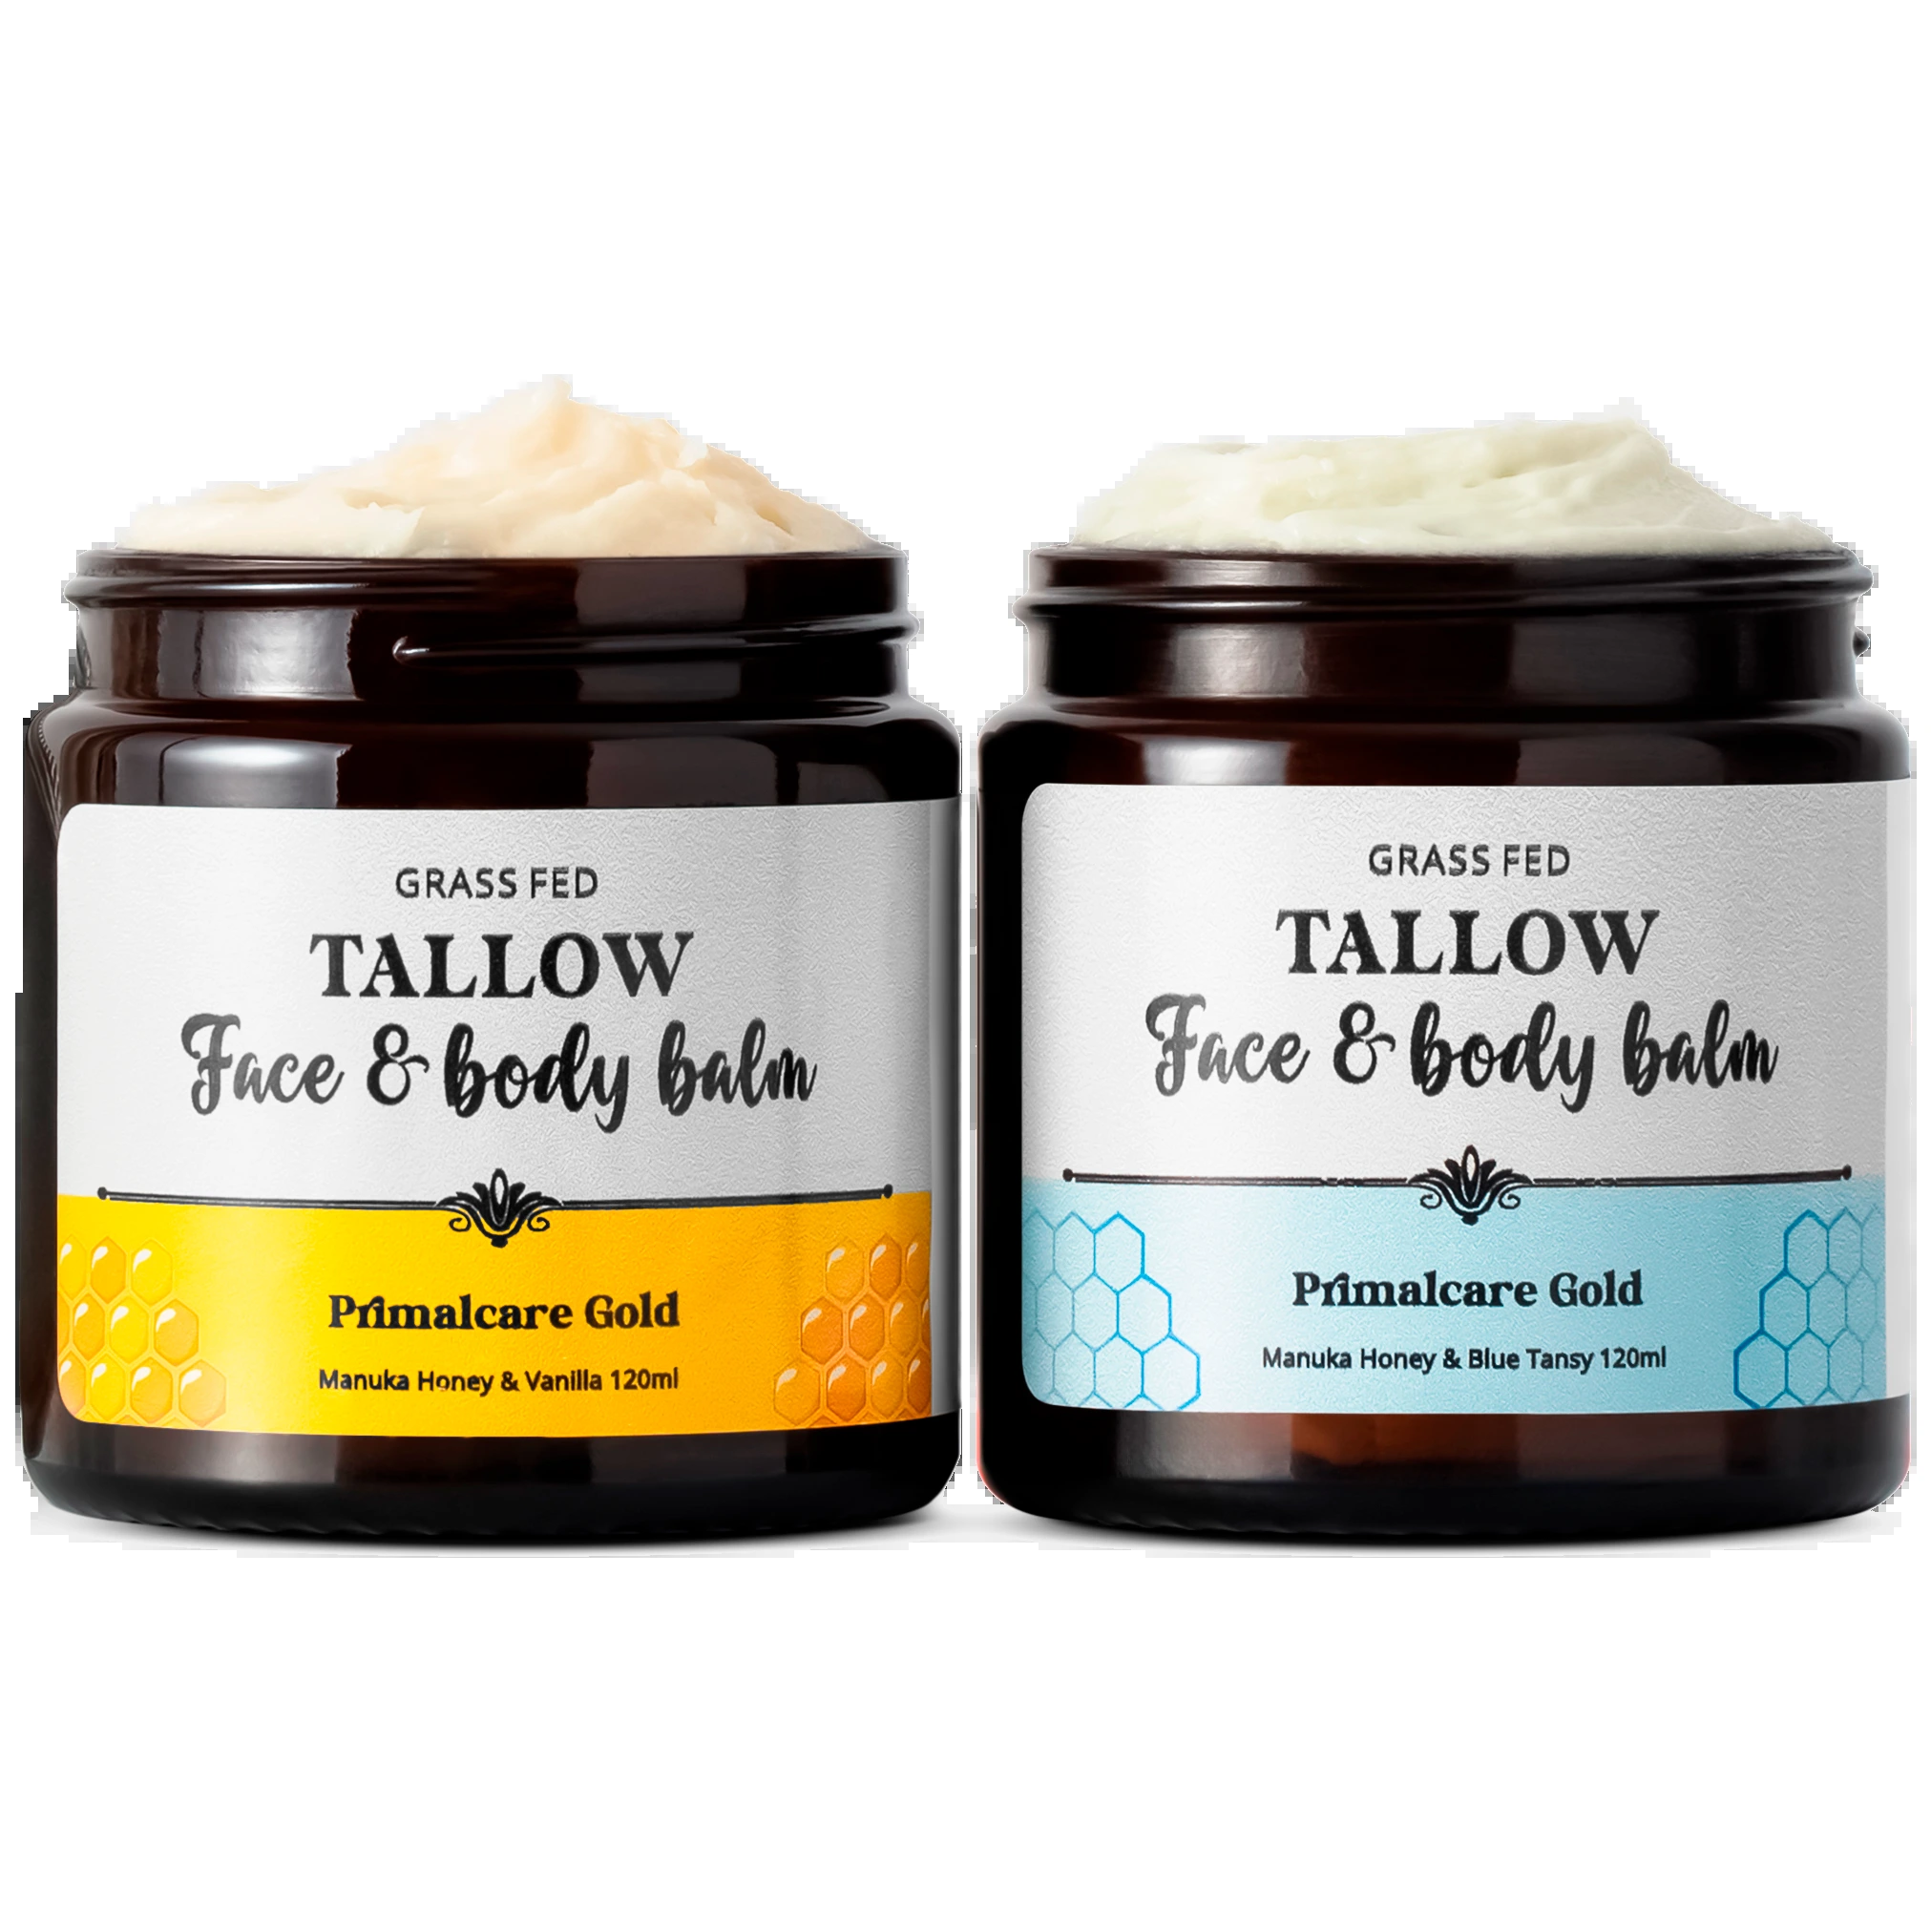 GRASS FED
TALLOW
Face & body balm
Primalcare Gold
Manuka Honey & Vanilla 120ml
GRASS FED
TALLOW
Face & body balm
Primalcare Gold
Manuka Honey & Blue Tansy 120ml